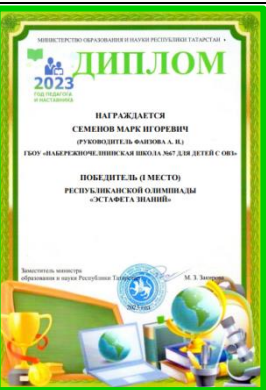 МИНИСТЕРСТВО ОБРАЗОВАНИЯ И НАУКИ РЕСПУБЛИКИ ТАТАРСТАН
ДИПЛОМ
2023
ГОД ПЕДАГОГА
И НАСТАВНИКА
НАГРАЖДАЕТСЯ
СЕМЕНОВ МАРК ИГОРЕВИЧ
(РУКОВОДИТЕЛЬ ФАИЗОВА А. И.)
ГБОУ «НАБЕРЕЖНОЧЕЛНИНСКАЯ ШКОЛА №67 ДЛЯ ДЕТЕЙ С ОВЗ»
ПОБЕДИТЕЛЬ (I МЕСТО)
РЕСПУБЛИКАНСКОЙ ОЛИМПИАДЫ
«ЭСТАФЕТА ЗНАНИЙ»
Заместитель министра
образования и науки Республики Татарстан М. З. Закирова
2023 год